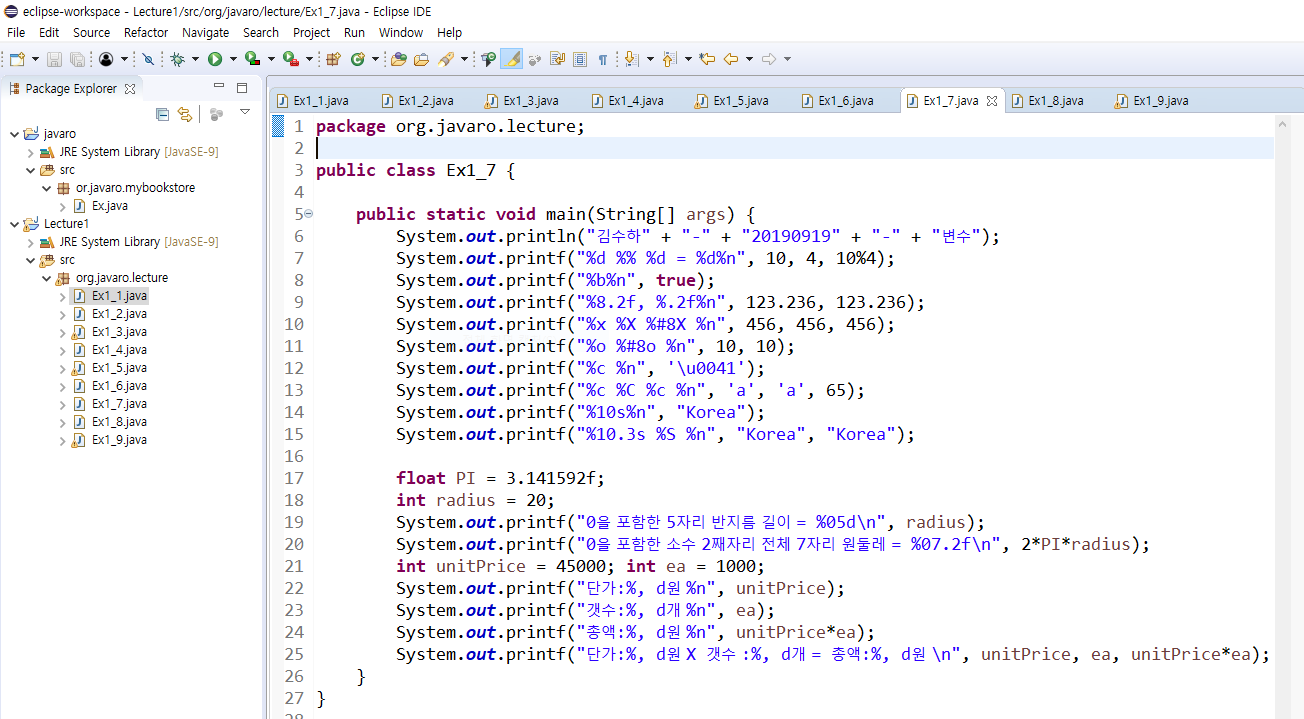 eclipse-workspace - Lecture1/src/org/javaro/lecture/Ex1_7.java - Eclipse IDE
File Edit Source Refactor Navigate Search Project Run Window Help
Package Explorer
javaro
JRE System Library [JavaSE-9]
src
or.javaro.mybookstore
Ex.java
Lecture1
JRE System Library [JavaSE-9]
src
org.javaro.lecture
Ex1_1.java
Ex1_2.java
Ex1_3.java
Ex1_4.java
Ex1_5.java
Ex1_6.java
Ex1_7.java
Ex1_8.java
Ex1_9.java
Ex1_1.java Ex1_2.java Ex1_3.java Ex1_4.java Ex1_5.java Ex1_6.java Ex1_7.java Ex1_8.java Ex1_9.java
1 package org.javaro.lecture;
2
3 public class Ex1_7 {
4
5 public static void main(String[] args) {
6 System.out.println("김수하" + "-" + "20190919" + "-" + "변수");
7 System.out.printf("%d %% %d = %d%n", 10, 4, 10%4);
8 System.out.printf("%b%n", true);
9 System.out.printf("%8.2f, %.2f%n", 123.236, 123.236);
10 System.out.printf("%x %X %#8X %n", 456, 456, 456);
11 System.out.printf("%o %#8o %n", 10, 10);
12 System.out.printf("%c %n", '\u0041');
13 System.out.printf("%c %C %c %n", 'a', 'a', 65);
14 System.out.printf("%10s%n", "Korea");
15 System.out.printf("%10.3s %S %n", "Korea", "Korea");
16
17 float PI = 3.141592f;
18 int radius = 20;
19 System.out.printf("0을 포함한 5자리 반지름 길이 = %05d\n", radius);
20 System.out.printf("0을 포함한 소수 2째자리 전체 7자리 원둘레 = %07.2f\n", 2*PI*radius);
21 int unitPrice = 45000; int ea = 1000;
22 System.out.printf("단가:%, d원 %n", unitPrice);
23 System.out.printf("갯수:%, d개 %n", ea);
24 System.out.printf("총액:%, d원 %n", unitPrice*ea);
25 System.out.printf("단가:%, d원 X 갯수 :%, d개 = 총액:%, d원 \n", unitPrice, ea, unitPrice*ea);
26 }
27 }
28